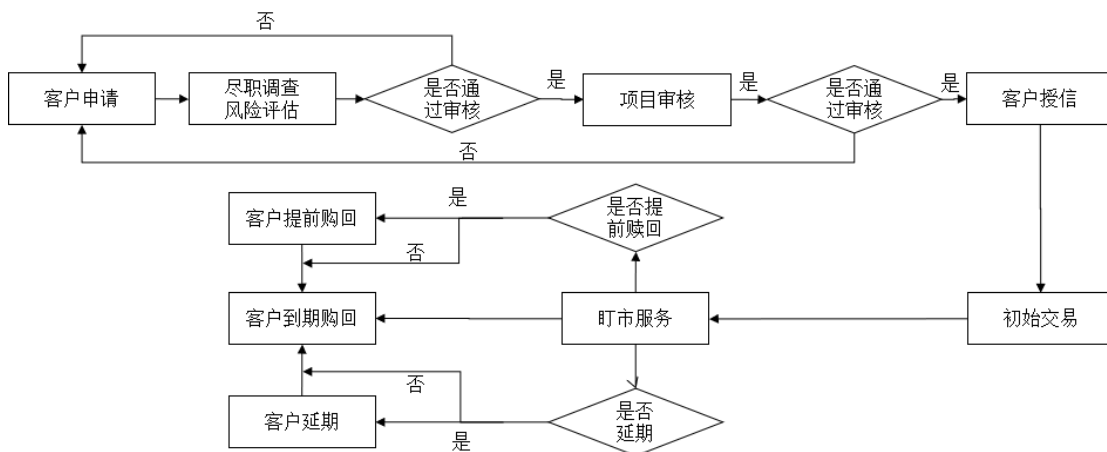 否
客户申请
尽职调查
风险评估
是否通
过审核
是
项目审核
是
是否通
过审核
是
客户授信
否
客户提前购回
是
是否提
前赎回
否
客户到期购回
盯市服务
初始交易
否
客户延期
是
是否
延期